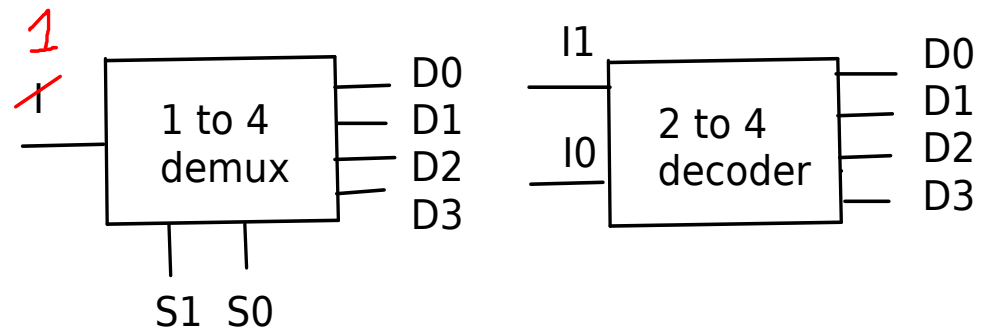 1
I
1 to 4
demux
D0
D1
D2
D3
S1 S0
I1
I0
2 to 4
decoder
D0
D1
D2
D3